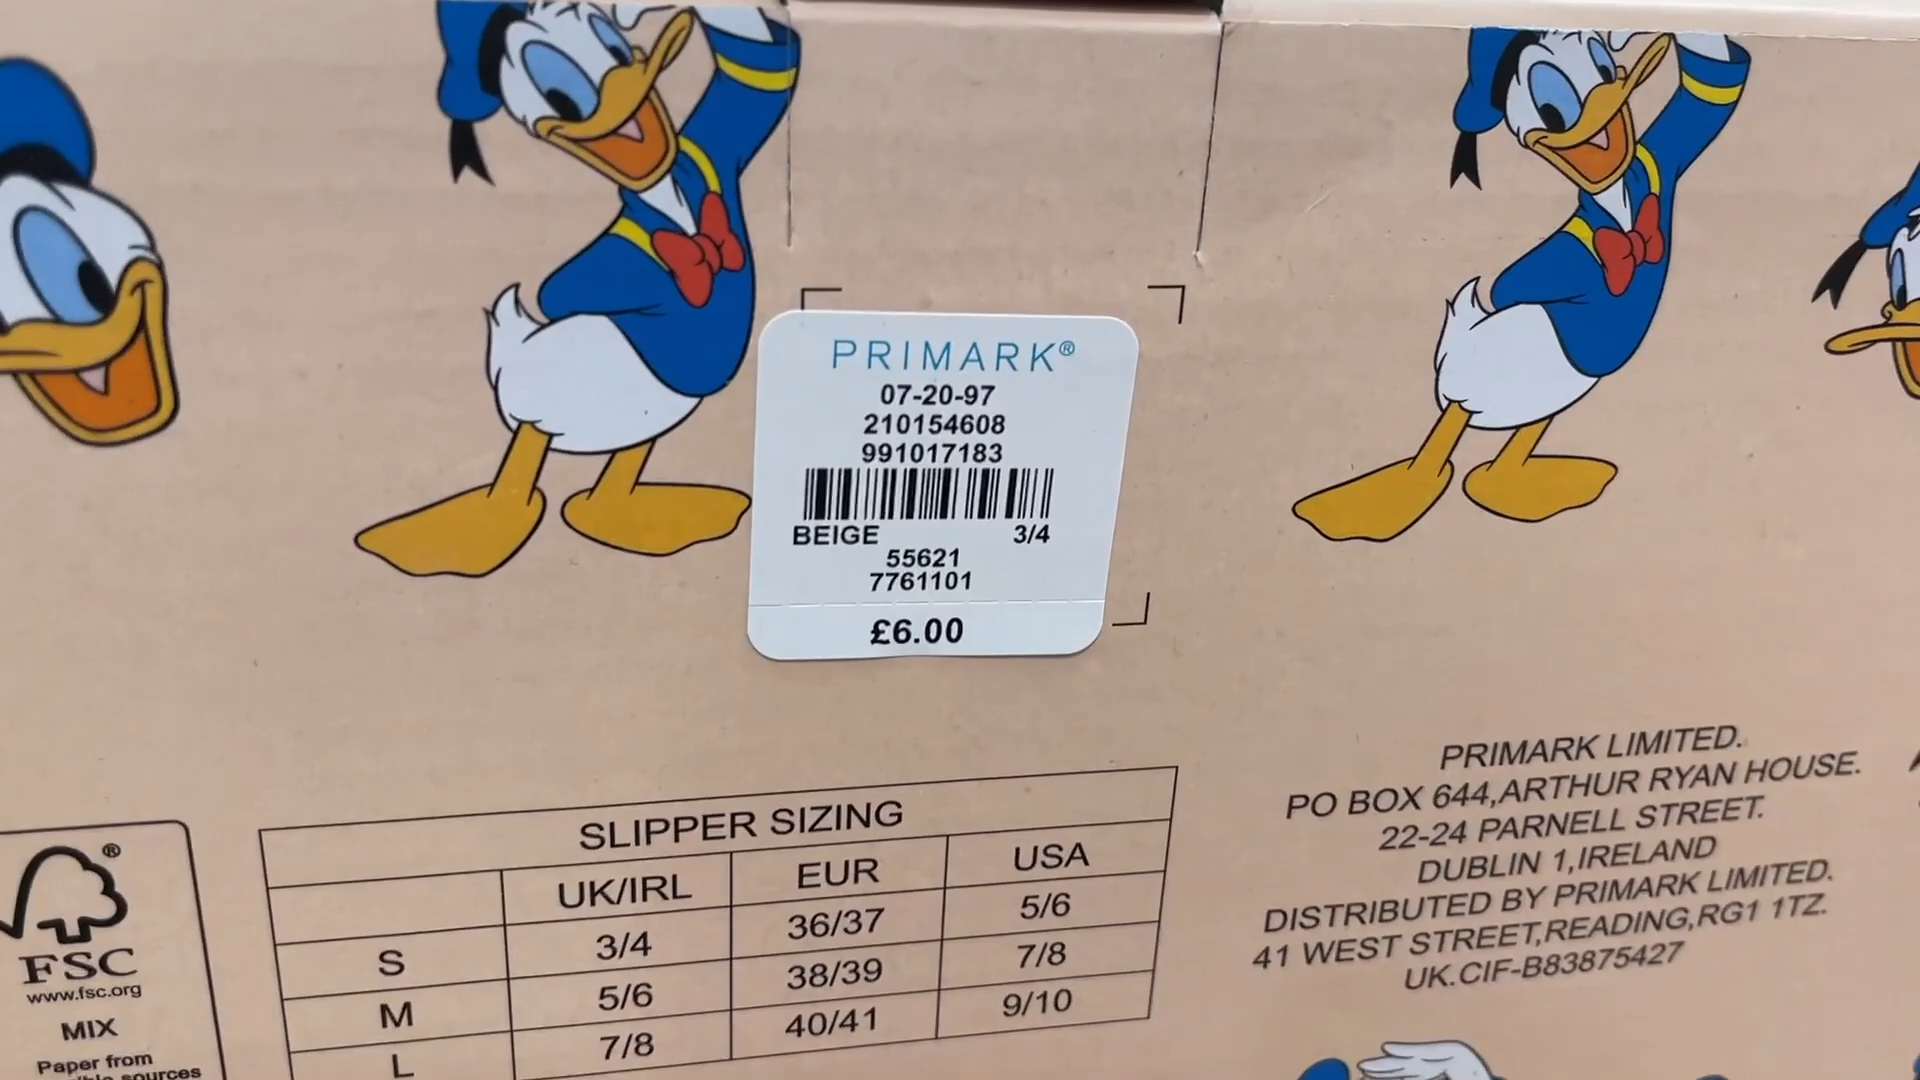 PRIMARK®
07-20-97
210154608
991017183
BEIGE 3/4
55621
7761101
£6.00
SLIPPER SIZING
UK/IRL EUR USA
S 3/4 36/37 5/6
M 5/6 38/39 7/8
L 7/8 40/41 9/10
PRIMARK LIMITED.
PO BOX 644,ARTHUR RYAN HOUSE.
22-24 PARNELL STREET.
DUBLIN 1,IRELAND
DISTRIBUTED BY PRIMARK LIMITED.
41 WEST STREET,READING,RG1 1TZ.
UK.CIF-B83875427
®
FSC
www.fsc.org
MIX
Paper from
sources